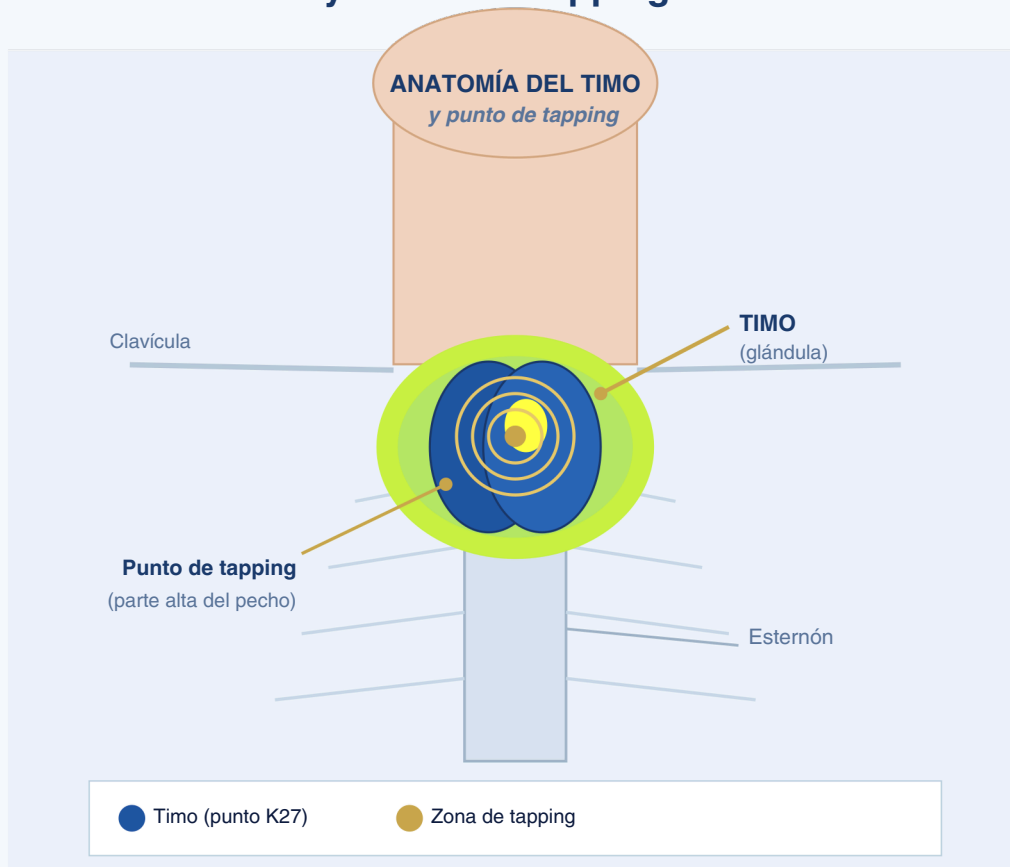 ANATOMÍA DEL TIMO
y punto de tapping
TIMO
(glándula)
Clavícula
Punto de tapping
(parte alta del pecho)
Esternón
Timo (punto K27)
Zona de tapping